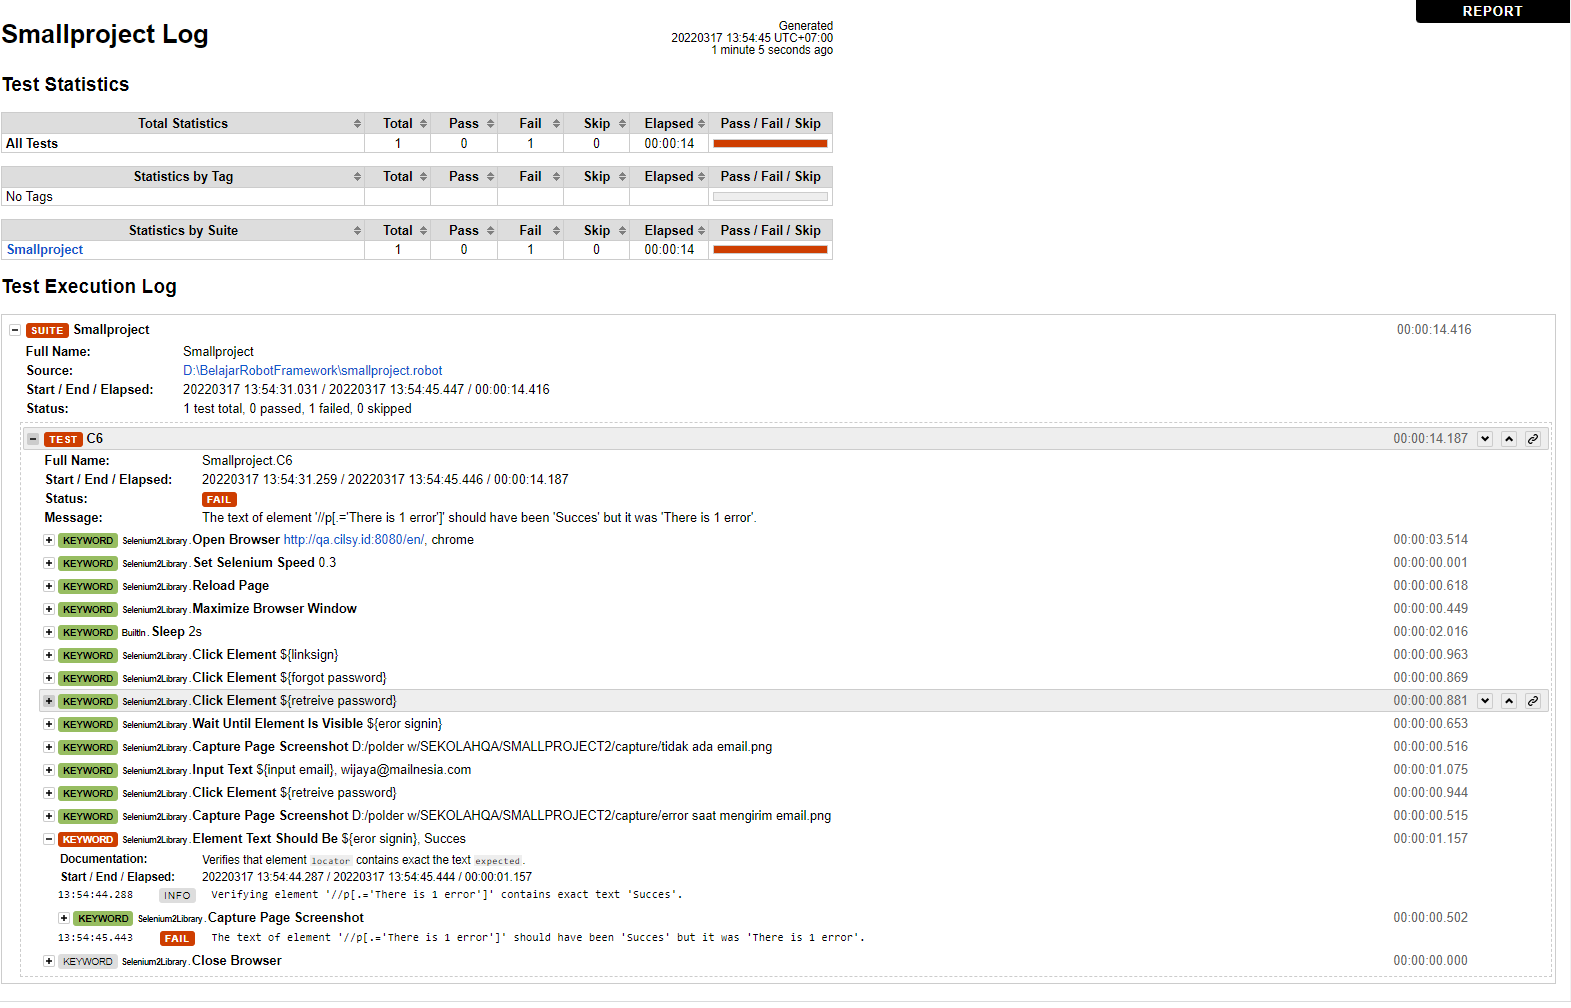 REPORT
Smallproject Log
Generated
20220317 13:54:45 UTC+07:00
1 minute 5 seconds ago
Test Statistics
Total Statistics Total Pass Fail Skip Elapsed Pass / Fail / Skip
All Tests 1 0 1 0 00:00:14
Statistics by Tag Total Pass Fail Skip Elapsed Pass / Fail / Skip
No Tags
Statistics by Suite Total Pass Fail Skip Elapsed Pass / Fail / Skip
Smallproject 1 0 1 0 00:00:14
Test Execution Log
SUITE Smallproject 00:00:14.416
Full Name: Smallproject
Source: D:\BelajarRobotFramework\smallproject.robot
Start / End / Elapsed: 20220317 13:54:31.031 / 20220317 13:54:45.447 / 00:00:14.416
Status: 1 test total, 0 passed, 1 failed, 0 skipped
TEST C6 00:00:14.187
Full Name: Smallproject.C6
Start / End / Elapsed: 20220317 13:54:31.259 / 20220317 13:54:45.446 / 00:00:14.187
Status: FAIL
Message: The text of element '//p[.='There is 1 error']' should have been 'Succes' but it was 'There is 1 error'.
KEYWORD Selenium2Library.Open Browser http://qa.cilsy.id:8080/en/, chrome 00:00:03.514
KEYWORD Selenium2Library.Set Selenium Speed 0.3 00:00:00.001
KEYWORD Selenium2Library.Reload Page 00:00:00.618
KEYWORD Selenium2Library.Maximize Browser Window 00:00:00.449
KEYWORD BuiltIn.Sleep 2s 00:00:02.016
KEYWORD Selenium2Library.Click Element ${linksign} 00:00:00.963
KEYWORD Selenium2Library.Click Element ${forgot password} 00:00:00.869
KEYWORD Selenium2Library.Click Element ${retreive password} 00:00:00.881
KEYWORD Selenium2Library.Wait Until Element Is Visible ${eror signin} 00:00:00.653
KEYWORD Selenium2Library.Capture Page Screenshot D:/polder w/SEKOLAHQA/SMALLPROJECT2/capture/tidak ada email.png 00:00:00.516
KEYWORD Selenium2Library.Input Text ${input email}, wijaya@mailnesia.com 00:00:01.075
KEYWORD Selenium2Library.Click Element ${retreive password} 00:00:00.944
KEYWORD Selenium2Library.Capture Page Screenshot D:/polder w/SEKOLAHQA/SMALLPROJECT2/capture/error saat mengirim email.png 00:00:00.515
KEYWORD Selenium2Library.Element Text Should Be ${eror signin}, Succes 00:00:01.157
Documentation: Verifies that element locator contains exact the text expected.
Start / End / Elapsed: 20220317 13:54:44.287 / 20220317 13:54:45.444 / 00:00:01.157
13:54:44.288 INFO Verifying element '//p[.='There is 1 error']' contains exact text 'Succes'.
KEYWORD Selenium2Library.Capture Page Screenshot 00:00:00.502
13:54:45.443 FAIL The text of element '//p[.='There is 1 error']' should have been 'Succes' but it was 'There is 1 error'.
KEYWORD Selenium2Library.Close Browser 00:00:00.000